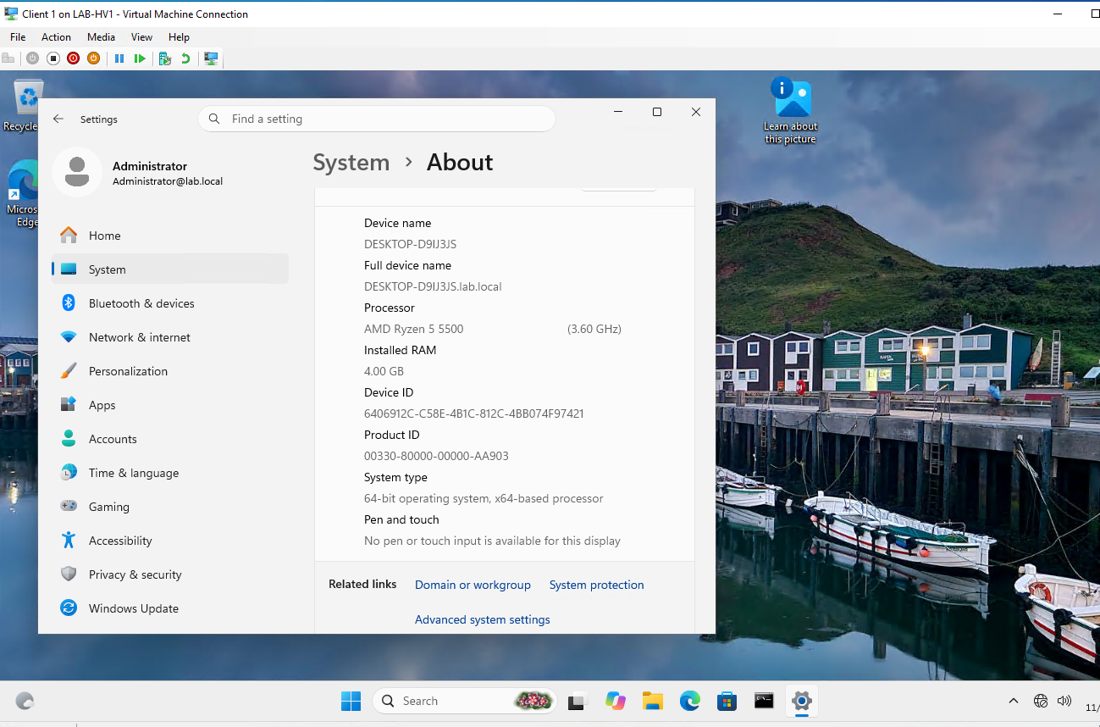 Client 1 on LAB-HV1 - Virtual Machine Connection
File Action Media View Help
Recycle
Micros
Edge
Learn about
this picture
Settings
Find a setting
Administrator
Administrator@lab.local
Home
System
Bluetooth & devices
Network & internet
Personalization
Apps
Accounts
Time & language
Gaming
Accessibility
Privacy & security
Windows Update
System > About
Device name
DESKTOP-D9IJ3JS
Full device name
DESKTOP-D9IJ3JS.lab.local
Processor
AMD Ryzen 5 5500 (3.60 GHz)
Installed RAM
4.00 GB
Device ID
6406912C-C58E-4B1C-812C-4BB074F97421
Product ID
00330-80000-00000-AA903
System type
64-bit operating system, x64-based processor
Pen and touch
No pen or touch input is available for this display
Related links Domain or workgroup System protection
Advanced system settings
Search
11/